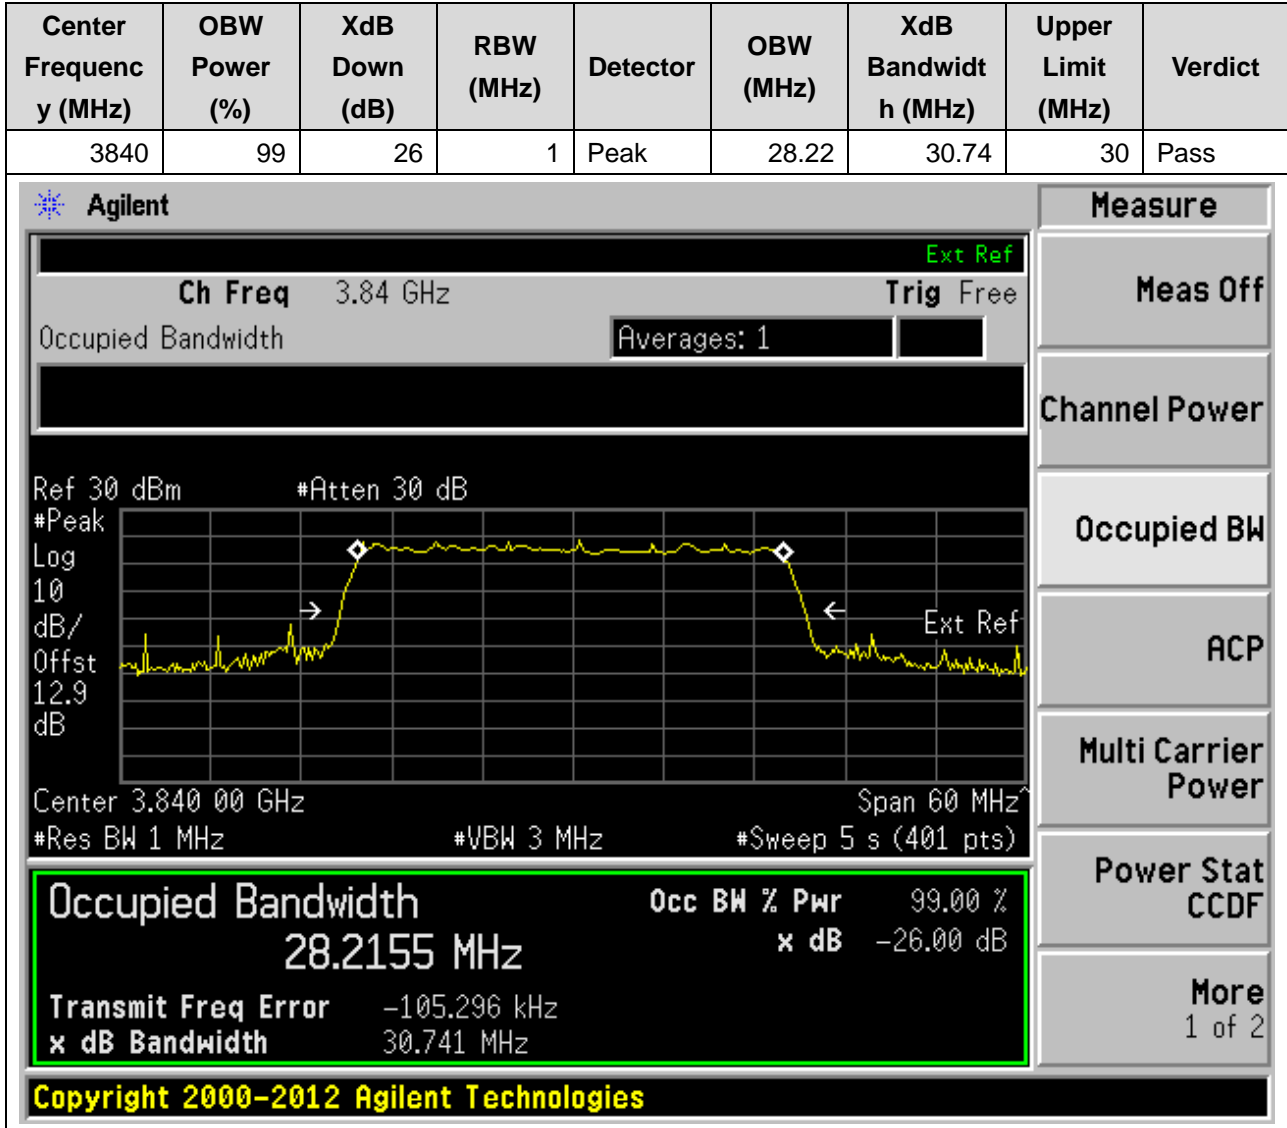 Center Frequency (MHz) OBW Power (%) XdB Down (dB) RBW (MHz) Detector OBW (MHz) XdB Bandwidth (MHz) Upper Limit (MHz) Verdict
3840 99 26 1 Peak 28.22 30.74 30 Pass
Agilent
Measure
Ext Ref
Ch Freq 3.84 GHz Trig Free
Meas Off
Occupied Bandwidth Averages: 1
Channel Power
Ref 30 dBm #Atten 30 dB
#Peak
Log
10
dB/
Offst
12.9
dB
Ext Ref
Occupied BW
ACP
Center 3.840 00 GHz Span 60 MHz^
#Res BW 1 MHz #VBW 3 MHz #Sweep 5 s (401 pts)
Multi Carrier
Power
Occupied Bandwidth Occ BW % Pwr 99.00 %
28.2155 MHz x dB -26.00 dB
Power Stat
CCDF
Transmit Freq Error -105.296 kHz
x dB Bandwidth 30.741 MHz
More
1 of 2
Copyright 2000-2012 Agilent Technologies